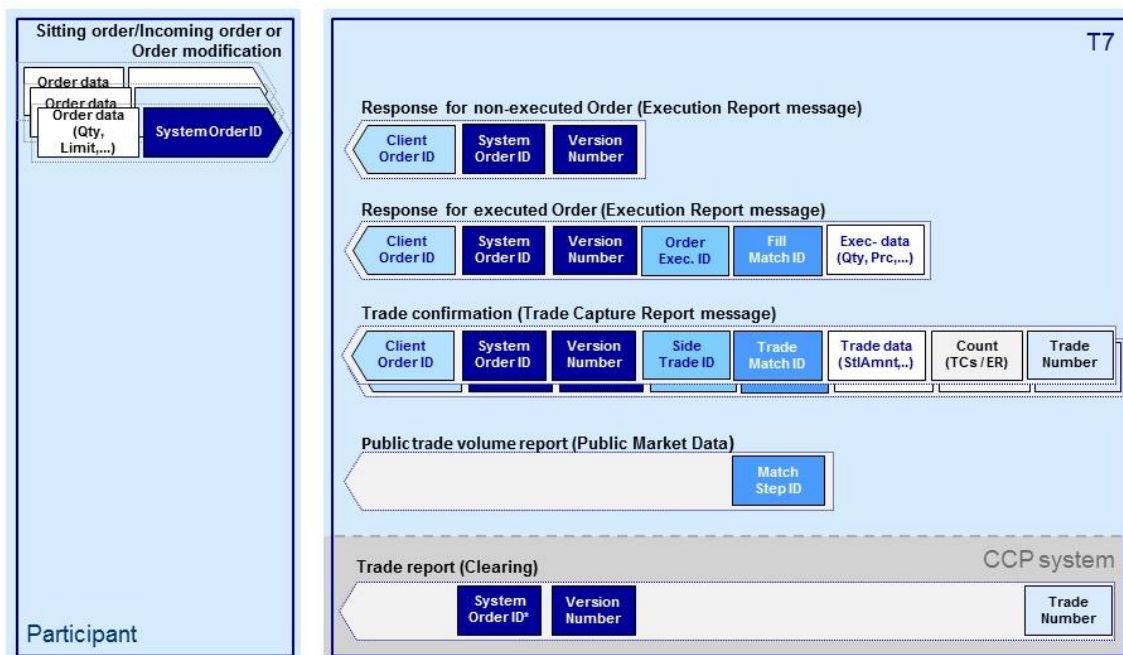 Sitting order/Incoming order or
Order modification
Order data
Order data
Order data
(Qty,
Limit,...)
System Order ID
Participant
T7
Response for non-executed Order (Execution Report message)
Client
Order ID
System
Order ID
Version
Number
Response for executed Order (Execution Report message)
Client
Order ID
System
Order ID
Version
Number
Order
Exec. ID
Fill
Match ID
Exec- data
(Qty, Prc,...)
Trade confirmation (Trade Capture Report message)
Client
Order ID
System
Order ID
Version
Number
Side
Trade ID
Trade
Match ID
Trade data
(StlAmnt,..)
Count
(TCs / ER)
Trade
Number
Public trade volume report (Public Market Data)
Match
Step ID
CCP system
Trade report (Clearing)
System
Order ID*
Version
Number
Trade
Number